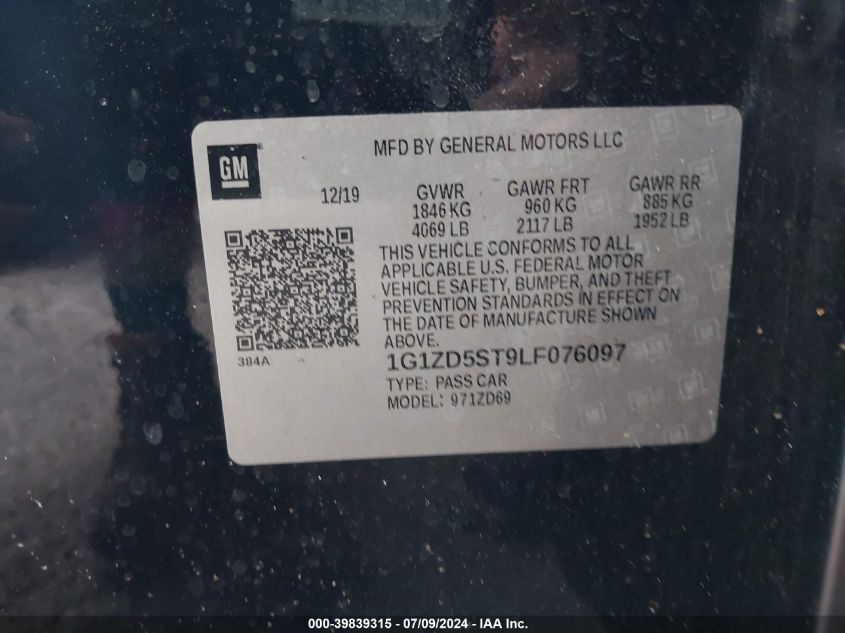 MFD BY GENERAL MOTORS LLC
GM
12/19
GVWR GAWR FRT GAWR RR
1846 KG 960 KG 885 KG
4069 LB 2117 LB 1952 LB
THIS VEHICLE CONFORMS TO ALL
APPLICABLE U.S. FEDERAL MOTOR
VEHICLE SAFETY, BUMPER, AND THEFT
PREVENTION STANDARDS IN EFFECT ON
THE DATE OF MANUFACTURE SHOWN
ABOVE.
384A
1G1ZD5ST9LF076097
TYPE: PASS CAR
MODEL: 971ZD69
000-39839315 - 07/09/2024 - IAA Inc.